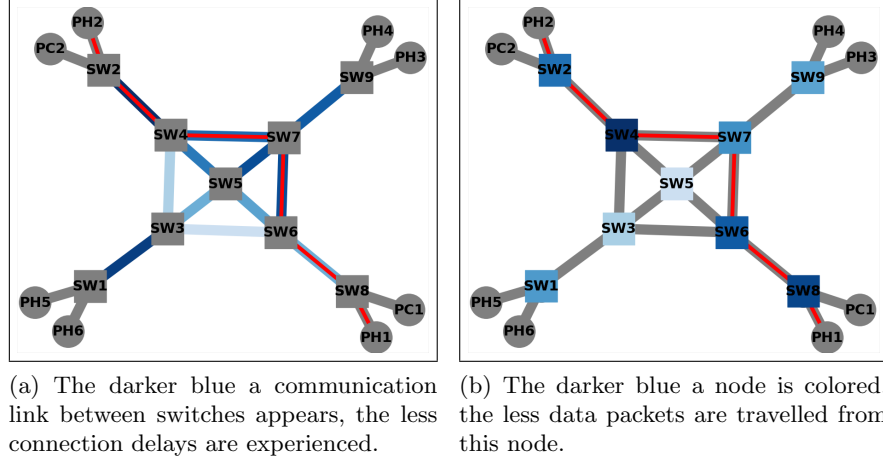 PH2
PH4
PC2
PH3
SW2
SW9
SW4
SW7
SW5
SW3
SW6
SW1
SW8
PH5
PC1
PH6
PH1
PH2
PH4
PC2
PH3
SW2
SW9
SW4
SW7
SW5
SW3
SW6
SW1
SW8
PH5
PC1
PH6
PH1
(a) The darker blue a communication
link between switches appears, the less
connection delays are experienced.
(b) The darker blue a node is colored
the less data packets are travelled from
this node.